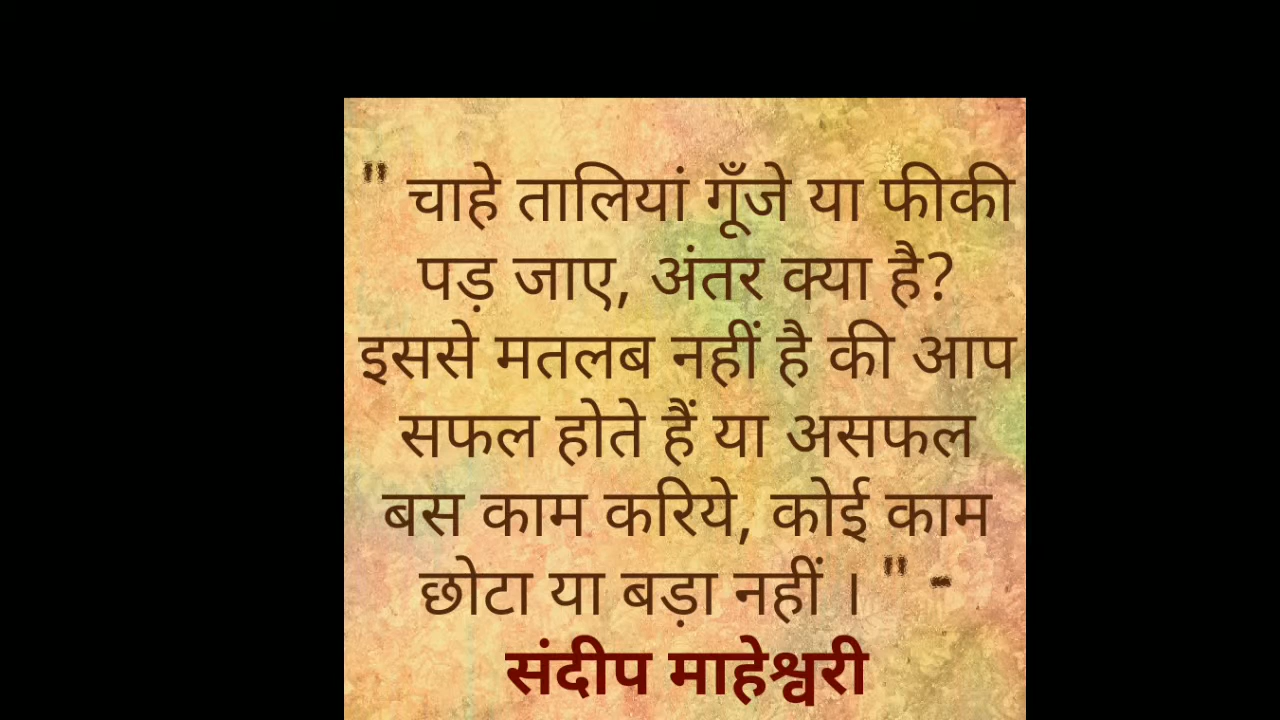 " चाहे तालियां गूँजे या फीकी
पड़ जाए, अंतर क्या है?
इससे मतलब नहीं है की आप
सफल होते हैं या असफल
बस काम करिये, कोई काम
छोटा या बड़ा नहीं । " -
संदीप माहेश्वरी